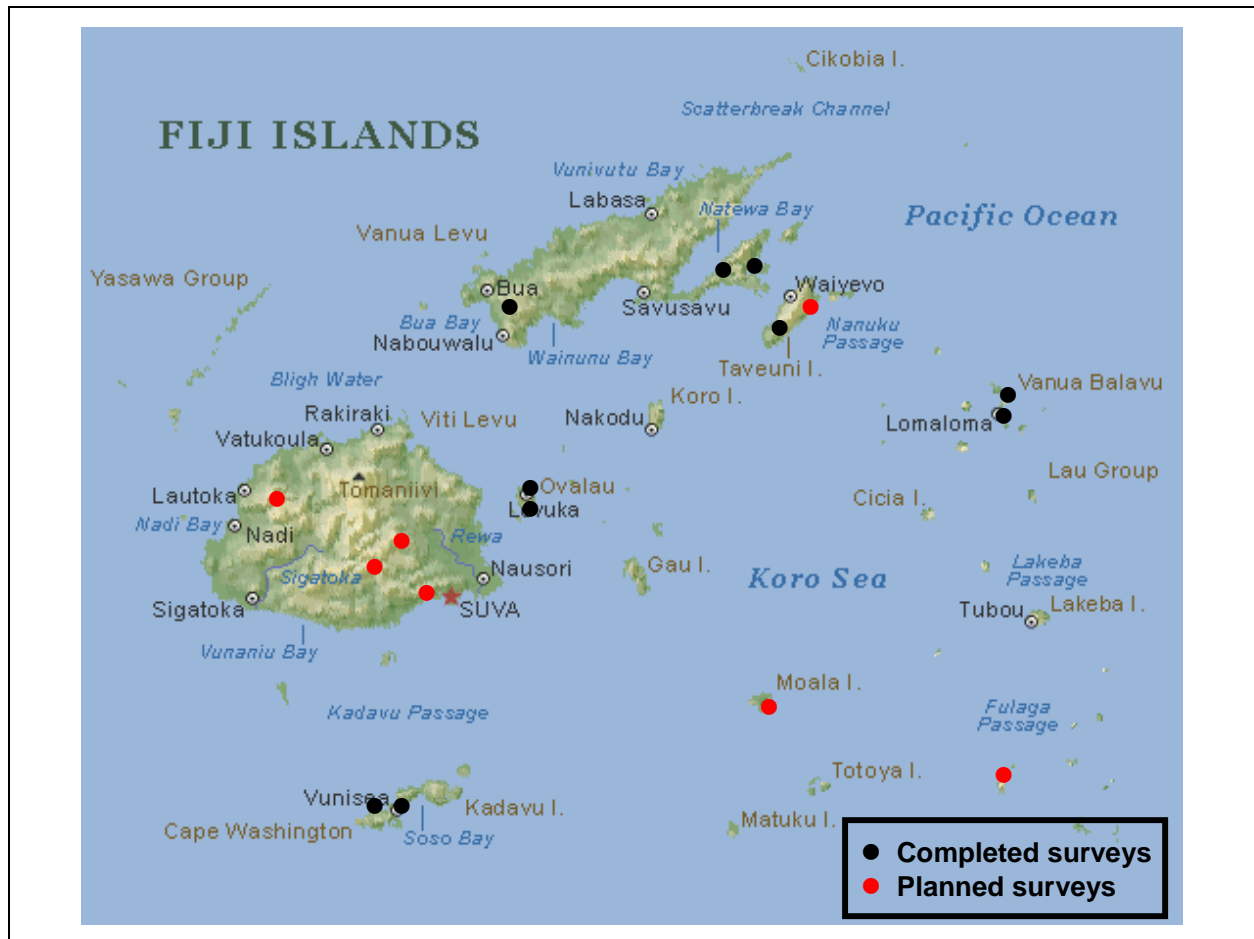 Cikobia I.
Scatterbreak Channel
FIJI ISLANDS
Vunivutu Bay
Labasa
Natewa Bay
Pacific Ocean
Vanua Levu
Yasawa Group
Bua
Waiyevo
Savusavu
Bua Bay
Nanuku
Passage
Nabouwalu
Wainunu Bay
Taveuni I.
Bligh Water
Koro I.
Vanua Balavu
Rakiraki
Viti Levu
Nakodu
Lomaloma
Vatukoula
Lau Group
Lautoka
Tomaniivi
Ovalau
Cicia I.
Levuka
Nadi Bay
Nadi
Rewa
Gau I.
Koro Sea
Lakeba
Passage
Sigatoka
Nausori
Sigatoka
SUVA
Tubou
Lakeba I.
Vunaniu Bay
Moala I.
Kadavu Passage
Fulaga
Passage
Totoya I.
Vunisea
Kadavu I.
Cape Washington
Soso Bay
Matuku I.
Completed surveys
Planned surveys